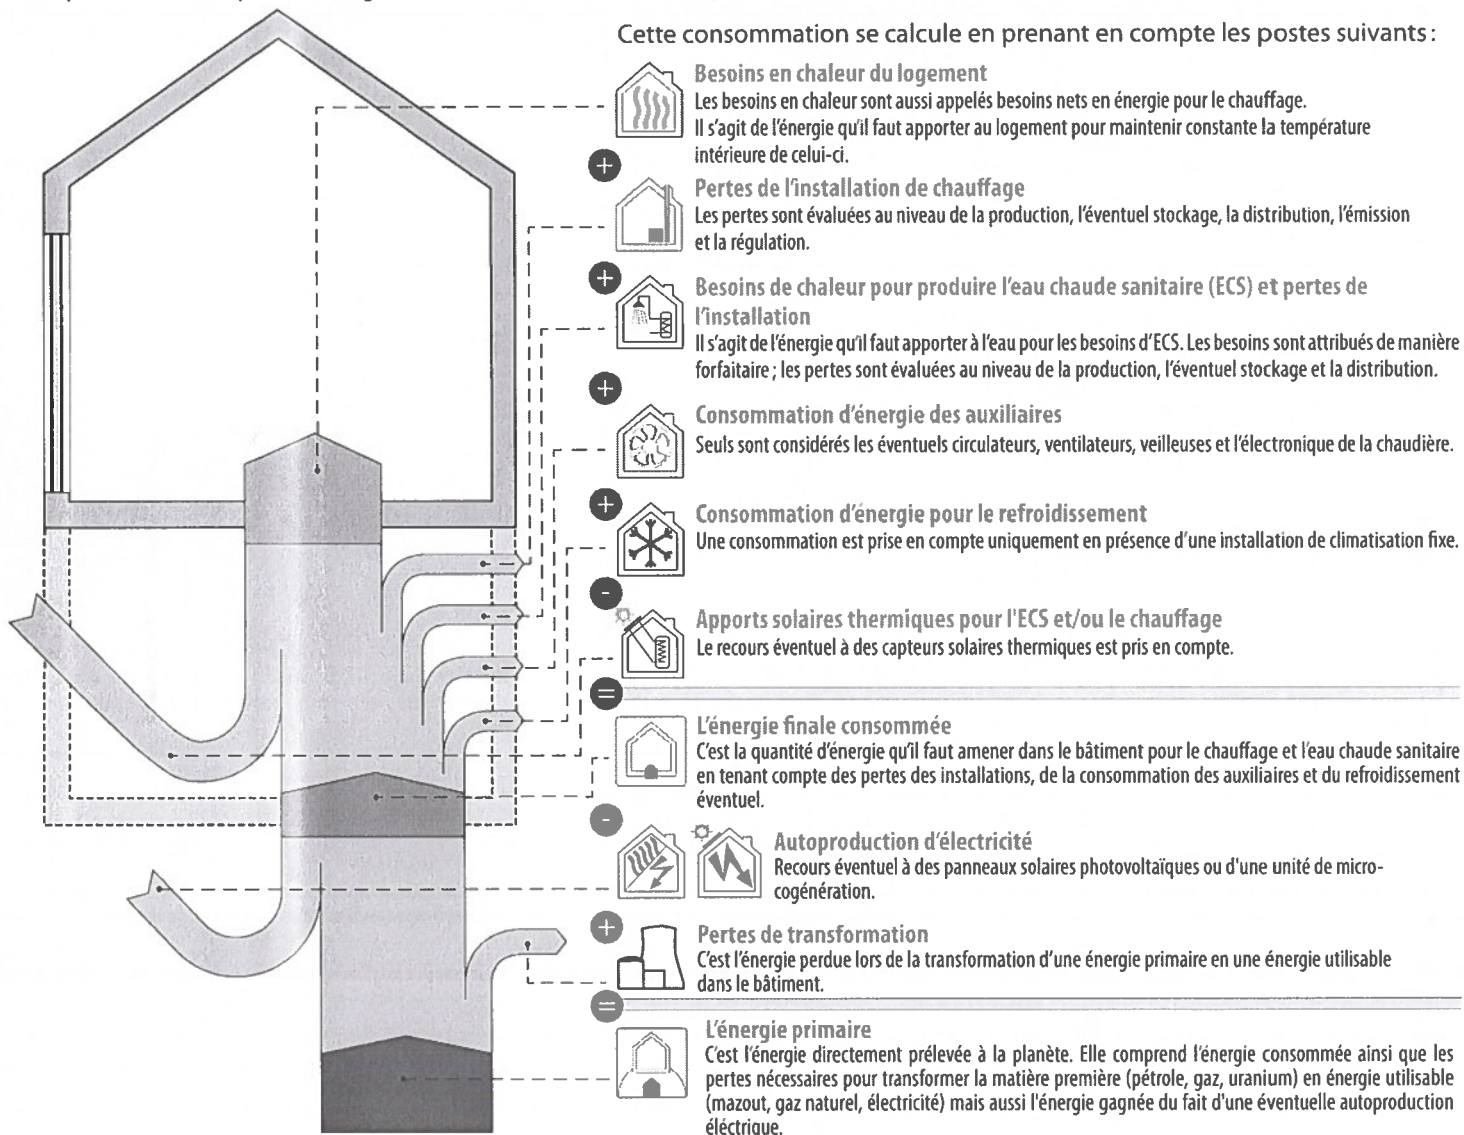 Cette consommation se calcule en prenant en compte les postes suivants :
Besoins en chaleur du logement
Les besoins en chaleur sont aussi appelés besoins nets en énergie pour le chauffage.
Il s'agit de l'énergie qu'il faut apporter au logement pour maintenir constante la température
intérieure de celui-ci.
+
Pertes de l'installation de chauffage
Les pertes sont évaluées au niveau de la production, l'éventuel stockage, la distribution, l'émission
et la régulation.
+
Besoins de chaleur pour produire l'eau chaude sanitaire (ECS) et pertes de
l'installation
Il s'agit de l'énergie qu'il faut apporter à l'eau pour les besoins d'ECS. Les besoins sont attribués de manière
forfaitaire ; les pertes sont évaluées au niveau de la production, l'éventuel stockage et la distribution.
+
Consommation d'énergie des auxiliaires
Seuls sont considérés les éventuels circulateurs, ventilateurs, veilleuses et l'électronique de la chaudière.
+
Consommation d'énergie pour le refroidissement
Une consommation est prise en compte uniquement en présence d'une installation de climatisation fixe.
-
Apports solaires thermiques pour l'ECS et/ou le chauffage
Le recours éventuel à des capteurs solaires thermiques est pris en compte.
=
L'énergie finale consommée
C'est la quantité d'énergie qu'il faut amener dans le bâtiment pour le chauffage et l'eau chaude sanitaire
en tenant compte des pertes des installations, de la consommation des auxiliaires et du refroidissement
éventuel.
-
Autoproduction d'électricité
Recours éventuel à des panneaux solaires photovoltaïques ou d'une unité de micro-
cogénération.
+
Pertes de transformation
C'est l'énergie perdue lors de la transformation d'une énergie primaire en une énergie utilisable
dans le bâtiment.
=
L'énergie primaire
C'est l'énergie directement prélevée à la planète. Elle comprend l'énergie consommée ainsi que les
pertes nécessaires pour transformer la matière première (pétrole, gaz, uranium) en énergie utilisable
(mazout, gaz naturel, électricité) mais aussi l'énergie gagnée du fait d'une éventuelle autoproduction
éléctrique.